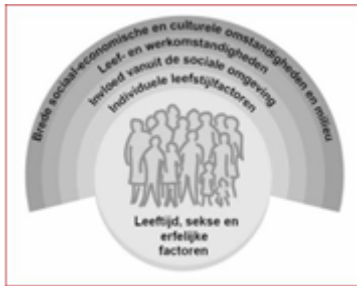 Brede sociaal-economische en culturele omstandigheden en milieu
Leef- en werkomstandigheden
Invloed vanuit de sociale omgeving
Individuele leefstijlfactoren
Leeftijd, sekse en
erfelijke
factoren